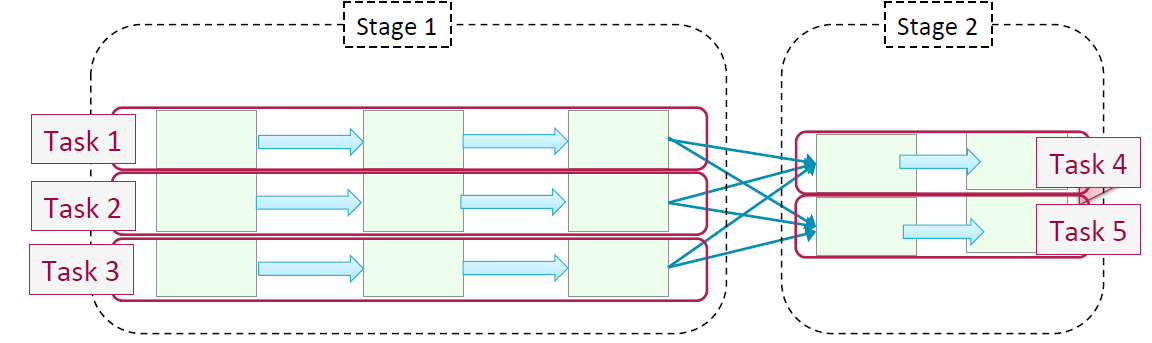 Stage 1
Stage 2
Task 1
Task 2
Task 3
Task 4
Task 5